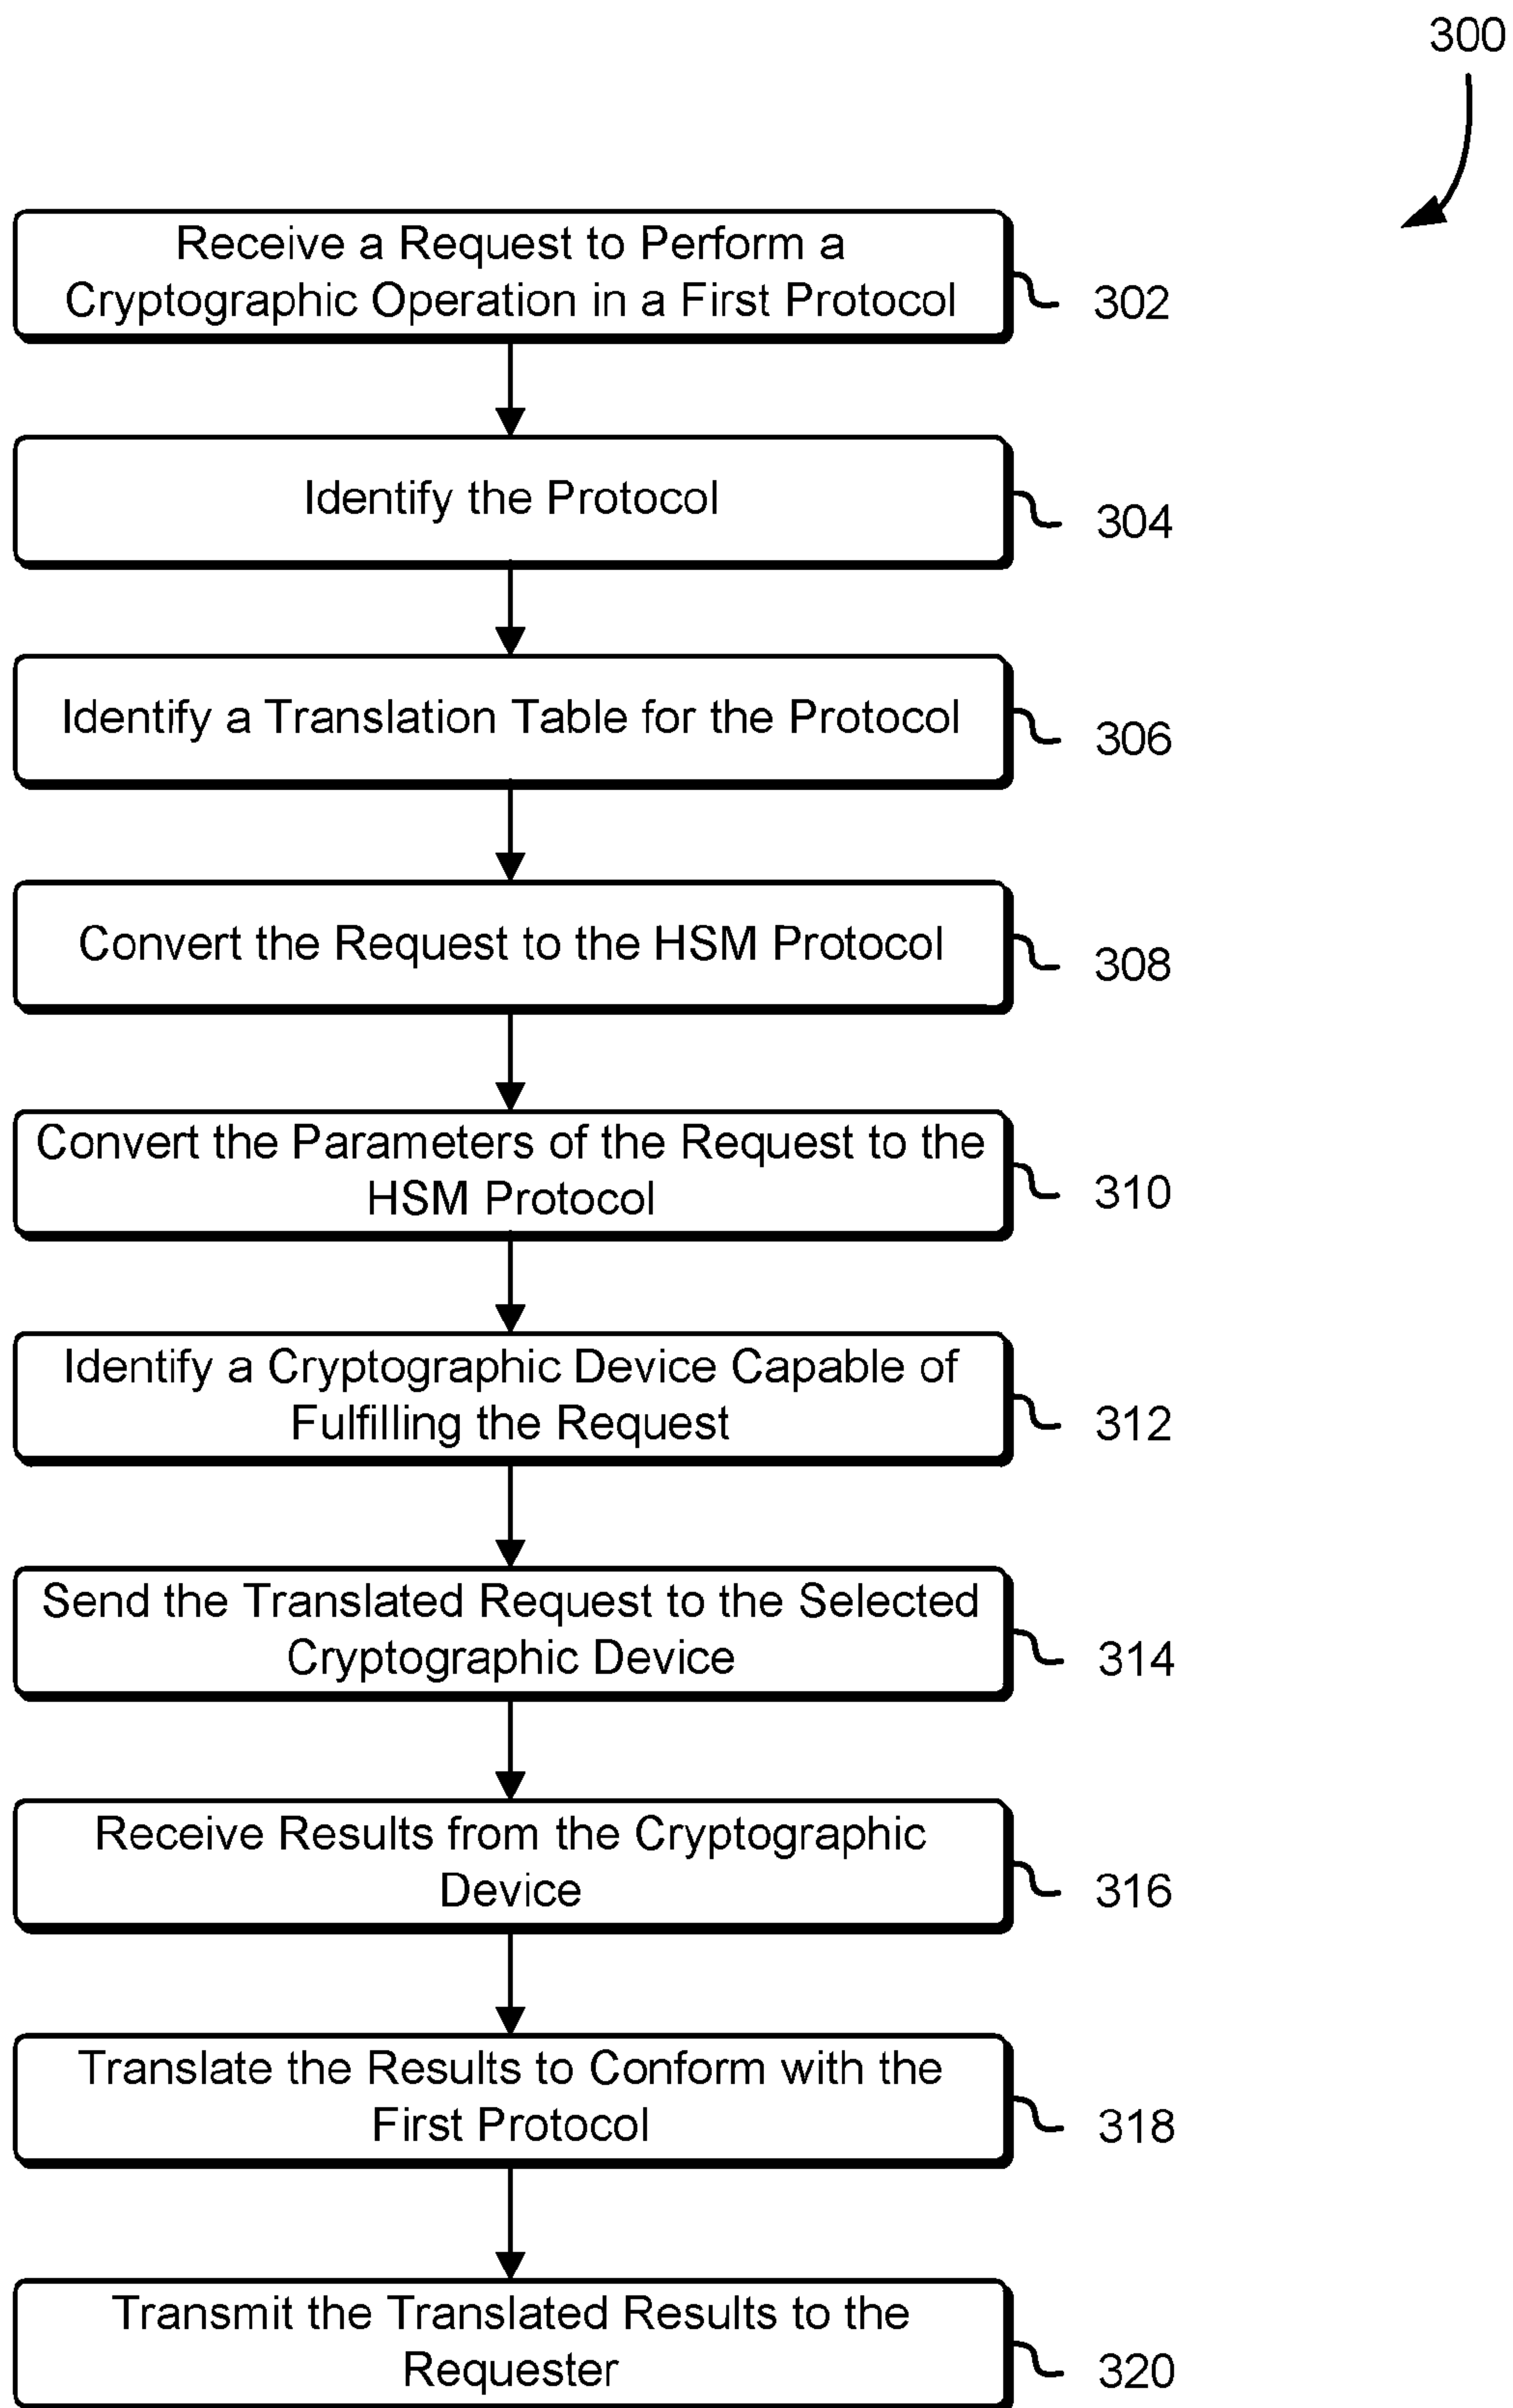 300
Receive a Request to Perform a
Cryptographic Operation in a First Protocol
302
Identify the Protocol
304
Identify a Translation Table for the Protocol
306
Convert the Request to the HSM Protocol
308
Convert the Parameters of the Request to the
HSM Protocol
310
Identify a Cryptographic Device Capable of
Fulfilling the Request
312
Send the Translated Request to the Selected
Cryptographic Device
314
Receive Results from the Cryptographic
Device
316
Translate the Results to Conform with the
First Protocol
318
Transmit the Translated Results to the
Requester
320